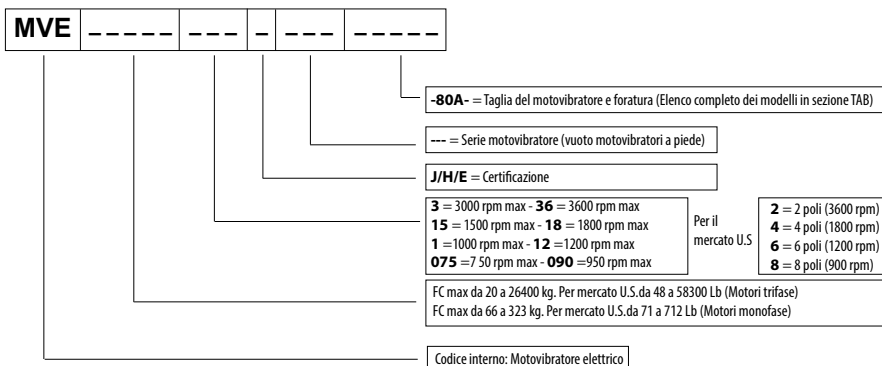 MVE _ _ _ _ _ _ _ _ _ _ _ _ _ _ _ _ _
-80A- = Taglia del motovibratore e foratura (Elenco completo dei modelli in sezione TAB)
--- = Serie motovibratore (vuoto motovibratori a piede)
J/H/E = Certificazione
3 = 3000 rpm max - 36 = 3600 rpm max
15 = 1500 rpm max - 18 = 1800 rpm max
1 =1000 rpm max - 12 =1200 rpm max
075 =7 50 rpm max - 090 =950 rpm max
Per il
mercato U.S
2 = 2 poli (3600 rpm)
4 = 4 poli (1800 rpm)
6 = 6 poli (1200 rpm)
8 = 8 poli (900 rpm)
FC max da 20 a 26400 kg. Per mercato U.S.da 48 a 58300 Lb (Motori trifase)
FC max da 66 a 323 kg. Per mercato U.S.da 71 a 712 Lb (Motori monofase)
Codice interno: Motovibratore elettrico